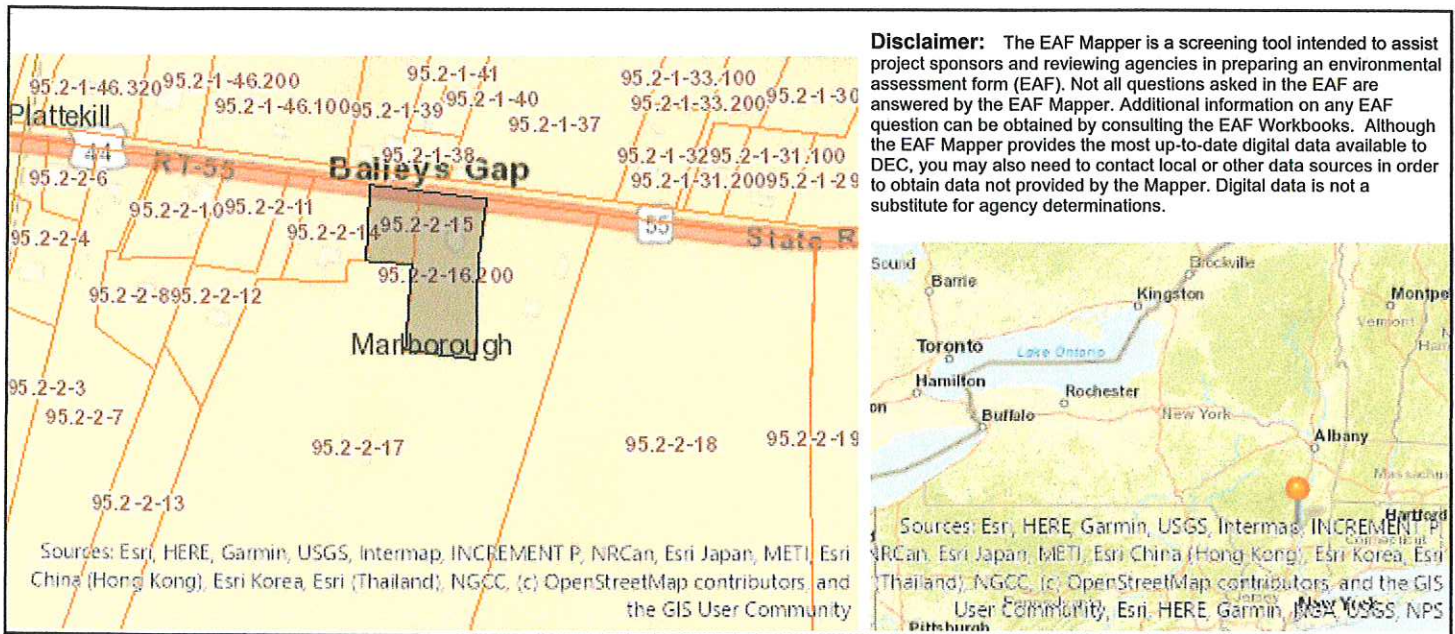 Disclaimer: The EAF Mapper is a screening tool intended to assist
project sponsors and reviewing agencies in preparing an environmental
assessment form (EAF). Not all questions asked in the EAF are
answered by the EAF Mapper. Additional information on any EAF
question can be obtained by consulting the EAF Workbooks. Although
the EAF Mapper provides the most up-to-date digital data available to
DEC, you may also need to contact local or other data sources in order
to obtain data not provided by the Mapper. Digital data is not a
substitute for agency determinations.
95.2-1-46.320
95.2-1-46.200
95.2-1-41
95.2-1-33.100
95.2-1-46.100
95.2-1-39
95.2-1-40
95.2-1-33.200
95.2-1-30
Plattekill
95.2-1-37
44
RT-55
95.2-1-38
95.2-1-32
95.2-1-31.100
Baileys Gap
95.2-2-6
95.2-1-31.200
95.2-1-29
95.2-2-10
95.2-2-11
95.2-2-4
95.2-2-14
95.2-2-15
55
State R
95.2-2-16.200
95.2-2-8
95.2-2-12
Marlborough
95.2-2-3
95.2-2-7
95.2-2-17
95.2-2-18
95.2-2-19
95.2-2-13
Sources: Esri, HERE, Garmin, USGS, Intermap, INCREMENT P, NRCan, Esri Japan, METI, Esri
China (Hong Kong), Esri Korea, Esri (Thailand), NGCC, (c) OpenStreetMap contributors, and
the GIS User Community
Sound
Barrie
Brockville
Kingston
Montpe
Vermont
Toronto
Lake Ontario
Ham
Hamilton
Rochester
on
Buffalo
New York
Albany
Massachu
Hartford
Sources: Esri, HERE, Garmin, USGS, Intermap, INCREMENT P,
Connecticut
NRCan, Esri Japan, METI, Esri China (Hong Kong), Esri Korea, Esri
(Thailand), NGCC, (c) OpenStreetMap contributors, and the GIS
User Community, Esri, HERE, Garmin, NGA, USGS, NPS
Pennsylvania
Jersey
New York
Pittsburgh